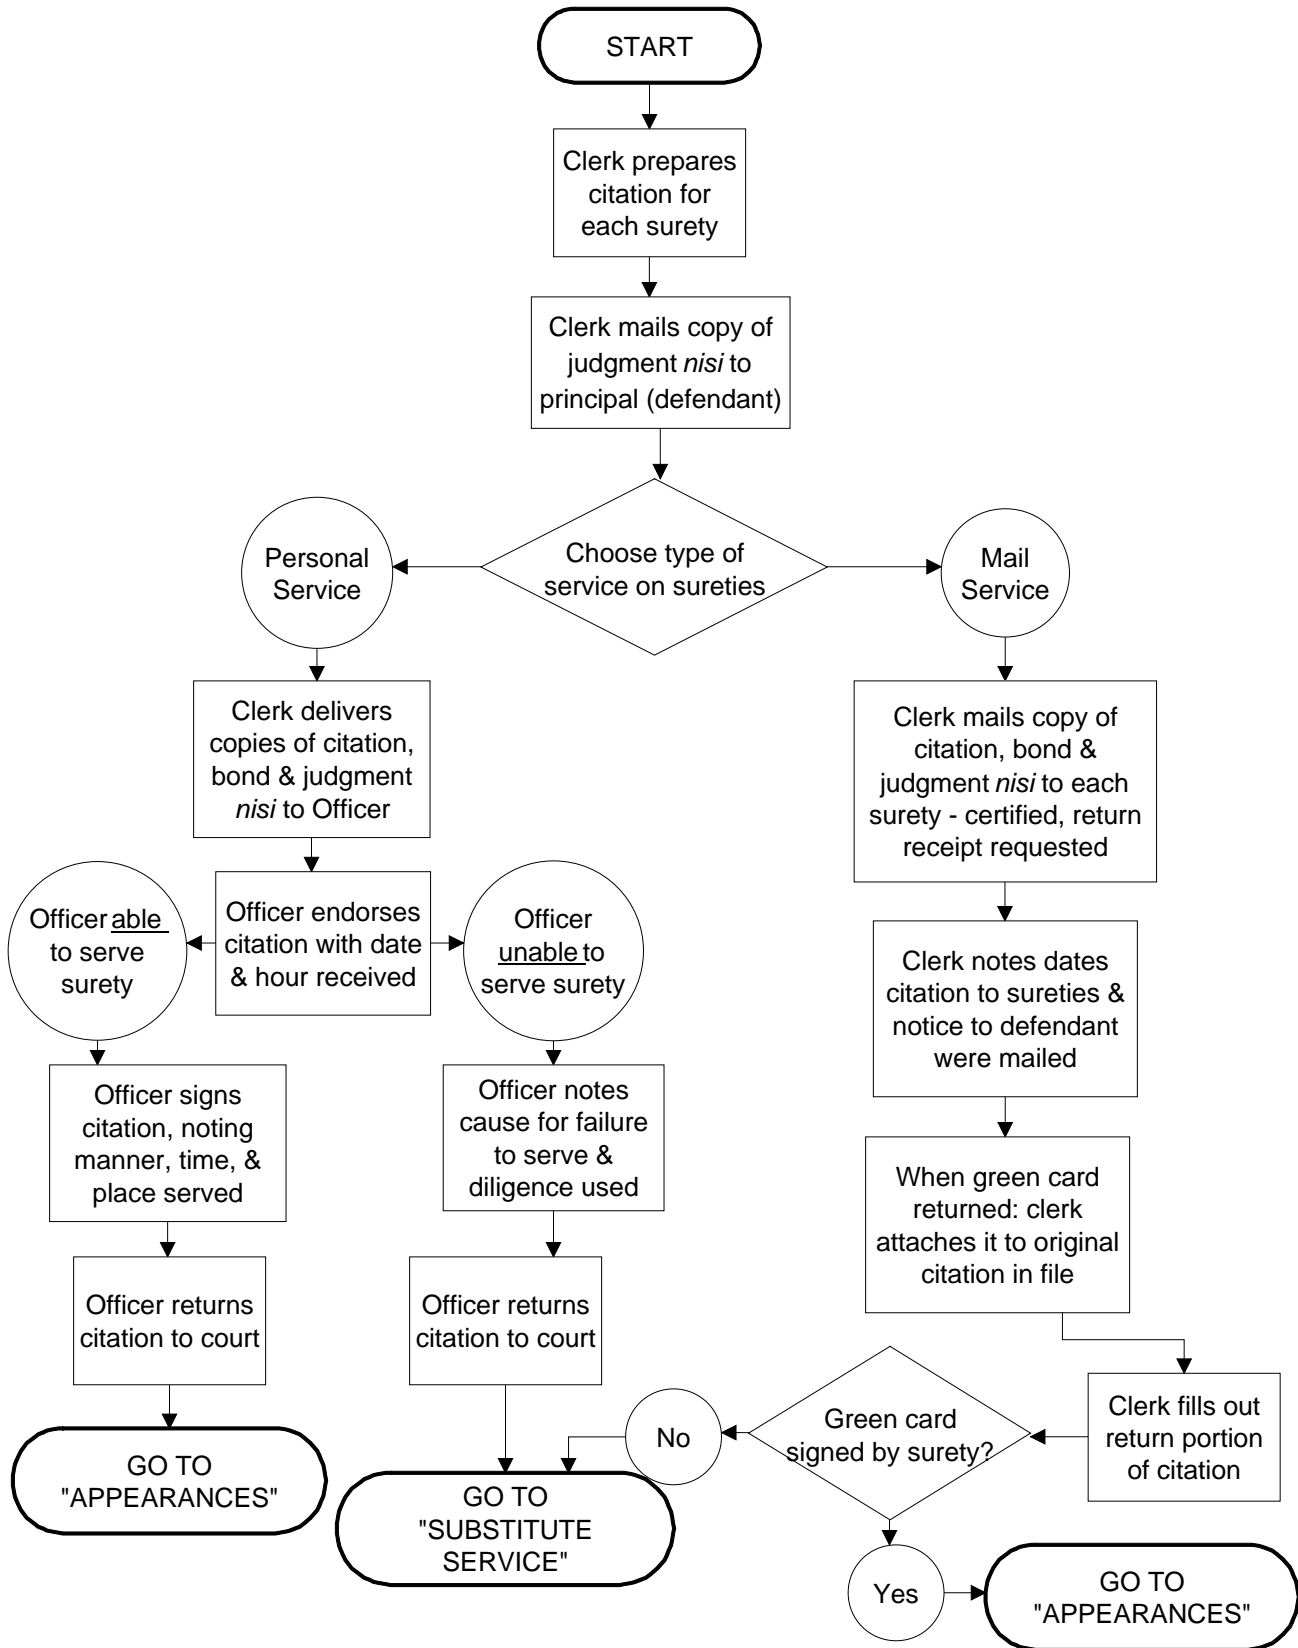 START
Clerk prepares
citation for
each surety
Clerk mails copy of
judgment nisi to
principal (defendant)
Choose type of
service on sureties
Personal
Service
Mail
Service
Clerk delivers
copies of citation,
bond & judgment
nisi to Officer
Officer endorses
citation with date
& hour received
Officer able
to serve
surety
Officer
unable to
serve surety
Officer signs
citation, noting
manner, time, &
place served
Officer returns
citation to court
GO TO
"APPEARANCES"
Officer notes
cause for failure
to serve &
diligence used
Officer returns
citation to court
GO TO
"SUBSTITUTE
SERVICE"
Clerk mails copy of
citation, bond &
judgment nisi to each
surety - certified, return
receipt requested
Clerk notes dates
citation to sureties &
notice to defendant
were mailed
When green card
returned: clerk
attaches it to original
citation in file
Clerk fills out
return portion
of citation
Green card
signed by surety?
No
Yes
GO TO
"APPEARANCES"